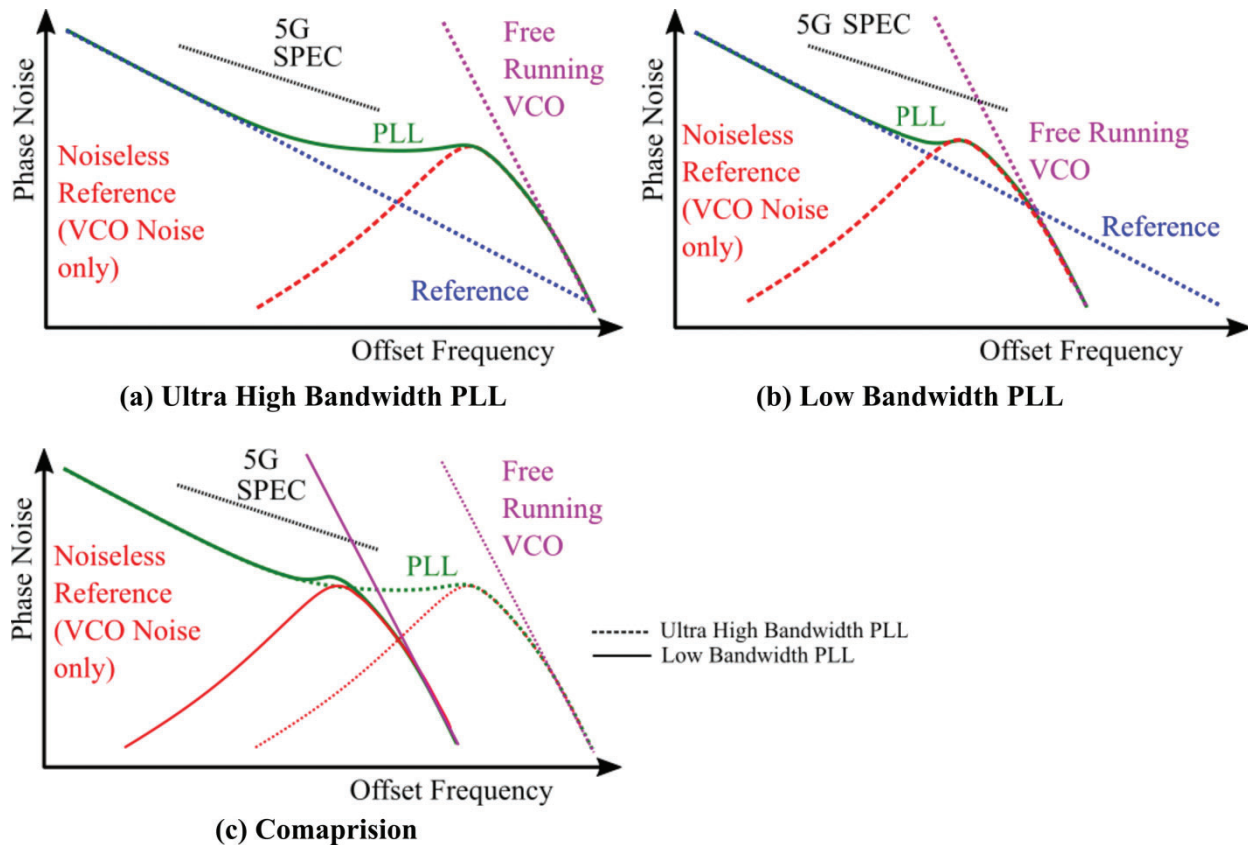 Phase Noise
5G
SPEC
Free
Running
VCO
PLL
Noiseless
Reference
(VCO Noise
only)
Reference
Offset Frequency
(a) Ultra High Bandwidth PLL
Phase Noise
5G SPEC
PLL
Noiseless
Reference
(VCO Noise
only)
Free Running
VCO
Reference
Offset Frequency
(b) Low Bandwidth PLL
Phase Noise
5G
SPEC
Free
Running
VCO
PLL
Noiseless
Reference
(VCO Noise
only)
Ultra High Bandwidth PLL
Low Bandwidth PLL
Offset Frequency
(c) Comaprision